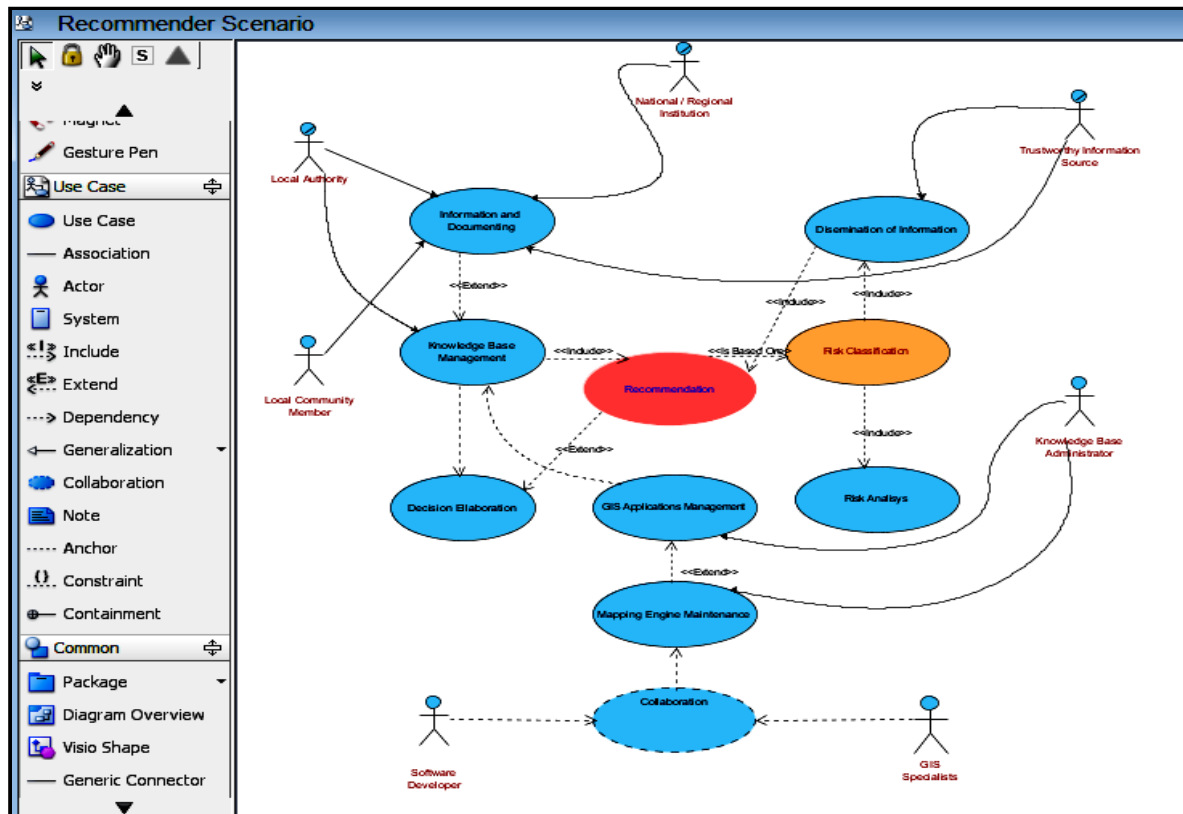 Recommender Scenario
S
Magnet
Gesture Pen
Use Case
Use Case
Association
Actor
System
Include
Extend
Dependency
Generalization
Collaboration
Note
Anchor
Constraint
Containment
Common
Package
Diagram Overview
Visio Shape
Generic Connector
National / Regional
Institution
Local Authority
Trustworthy Information
Source
Information and
Documenting
Disemination of Information
<<Extend>>
<<Include>>
<<Include>>
Knowledge Base
Management
<<Include>>
<<Is Based On>>
Risk Classification
Recommendation
Local Community
Member
Knowledge Base
Administrator
<<Extend>>
<<Include>>
Decision Ellaboration
GIS Applications Management
Risk Analisys
<<Extend>>
Mapping Engine Maintenance
Collaboration
Software
Developer
GIS
Specialists